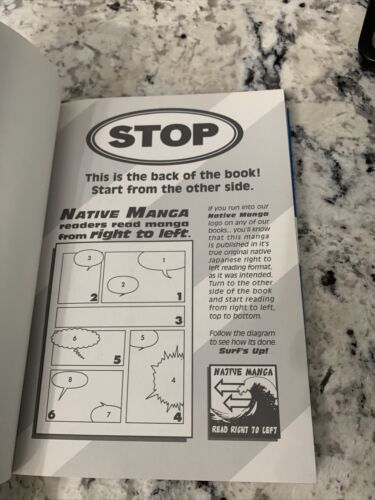 STOP
This is the back of the book!
Start from the other side.
NATIVE MANGA
readers read manga
from right to left.
3
1
2
2
1
3
6
5
5
4
8
7
6
4
If you run into our
Native Manga
logo on any of our
books... you'll know
that this manga
is published in it's
true original native
Japanese right to
left reading format,
as it was intended.
Turn to the other
side of the book
and start reading
from right to left,
top to bottom.
Follow the diagram
to see how its done.
Surf's Up!
NATIVE MANGA
READ RIGHT TO LEFT